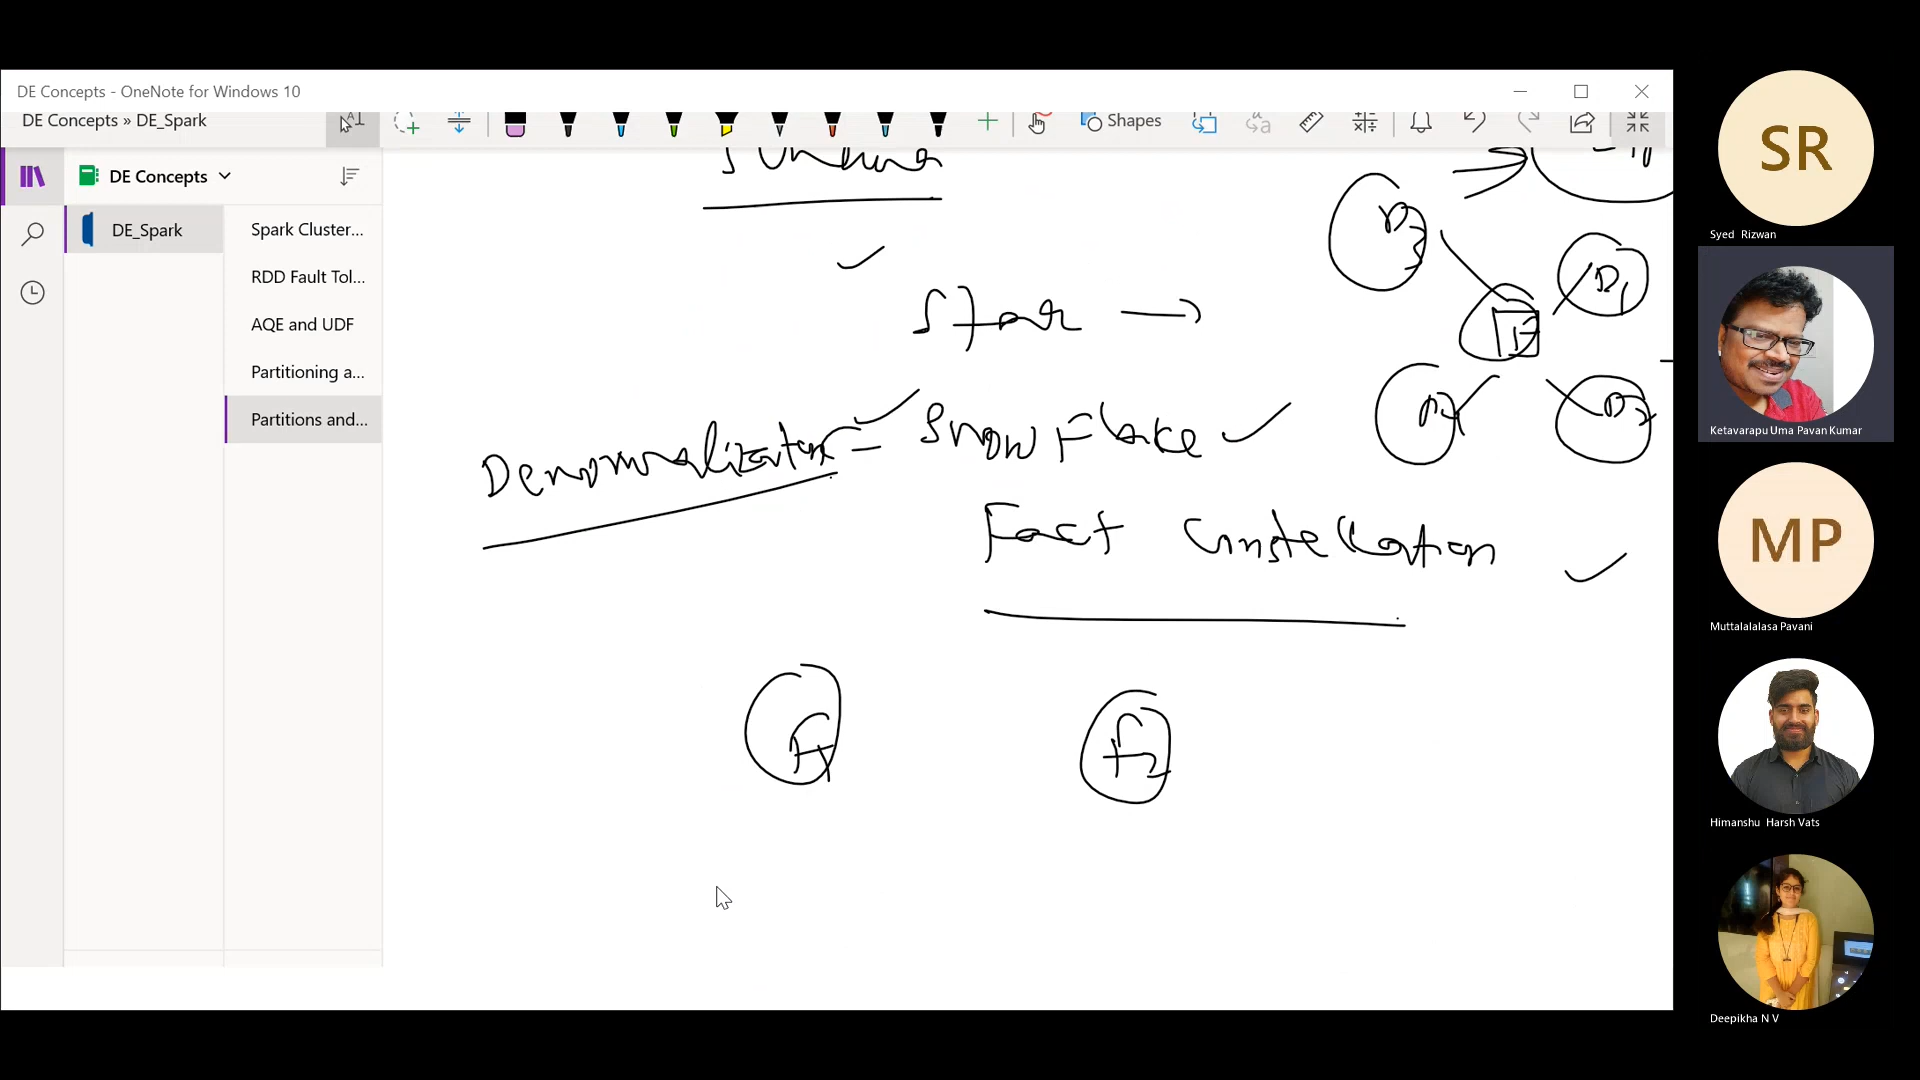 DE Concepts - OneNote for Windows 10
DE Concepts » DE_Spark
Shapes
DE Concepts
DE_Spark
Spark Cluster...
RDD Fault Tol...
AQE and UDF
Partitioning a...
Partitions and...
Star →
D3
D1
F
D4
D2
Denormalization = Snow Flake
Fact Constellation
f1
f2
SR
Syed Rizwan
Ketavarapu Uma Pavan Kumar
MP
Muttalalalasa Pavani
Himanshu Harsh Vats
Deepikha N V